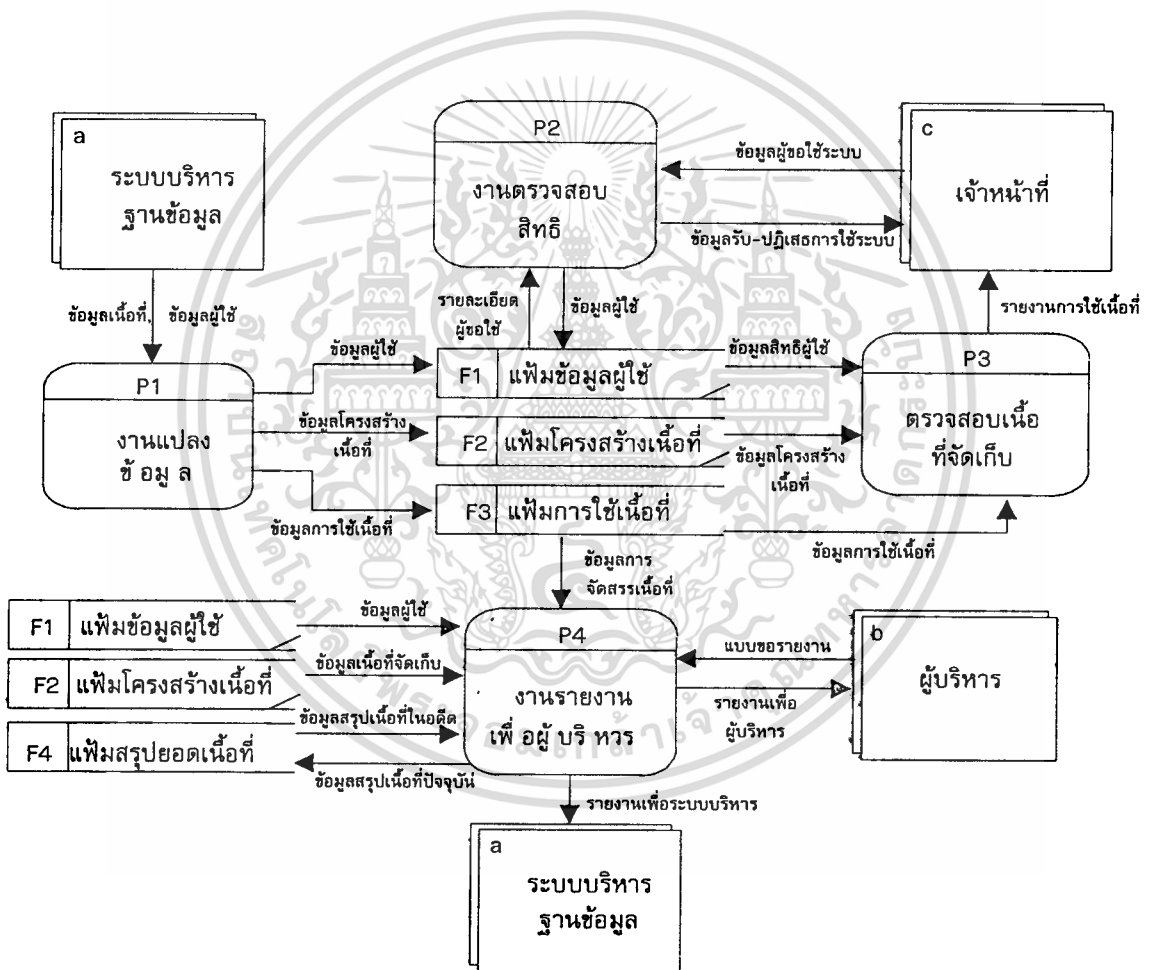 a
ระบบบริหาร
ฐานข้อมูล
P2
งานตรวจสอบ
สิทธิ
ข้อมูลผู้ขอใช้ระบบ
ข้อมูลรับ-ปฏิเสธการใช้ระบบ
c
เจ้าหน้าที่
ข้อมูลเนื้อที่, ข้อมูลผู้ใช้
รายละเอียด
ผู้ขอใช้
ข้อมูลผู้ใช้
รายงานการใช้เนื้อที่
P1
งานแปลง
ข้ อมู ล
ข้อมูลผู้ใช้
ข้อมูลโครงสร้าง
เนื้อที่
ข้อมูลการใช้เนื้อที่
F1 แฟ้มข้อมูลผู้ใช้
F2 แฟ้มโครงสร้างเนื้อที่
F3 แฟ้มการใช้เนื้อที่
ข้อมูลสิทธิผู้ใช้
ข้อมูลโครงสร้าง
เนื้อที่
ข้อมูลการใช้เนื้อที่
P3
ตรวจสอบเนื้อ
ที่จัดเก็บ
ข้อมูลการ
จัดสรรเนื้อที่
F1 แฟ้มข้อมูลผู้ใช้
F2 แฟ้มโครงสร้างเนื้อที่
F4 แฟ้มสรุปยอดเนื้อที่
ข้อมูลผู้ใช้
ข้อมูลเนื้อที่จัดเก็บ
ข้อมูลสรุปเนื้อที่ในอดีต
ข้อมูลสรุปเนื้อที่ปัจจุบัน
P4
งานรายงาน
เพื่ อผู้ บริ หวร
แบบขอรายงาน
รายงานเพื่อ
ผู้บริหาร
b
ผู้บริหาร
รายงานเพื่อระบบบริหาร
a
ระบบบริหาร
ฐานข้อมูล